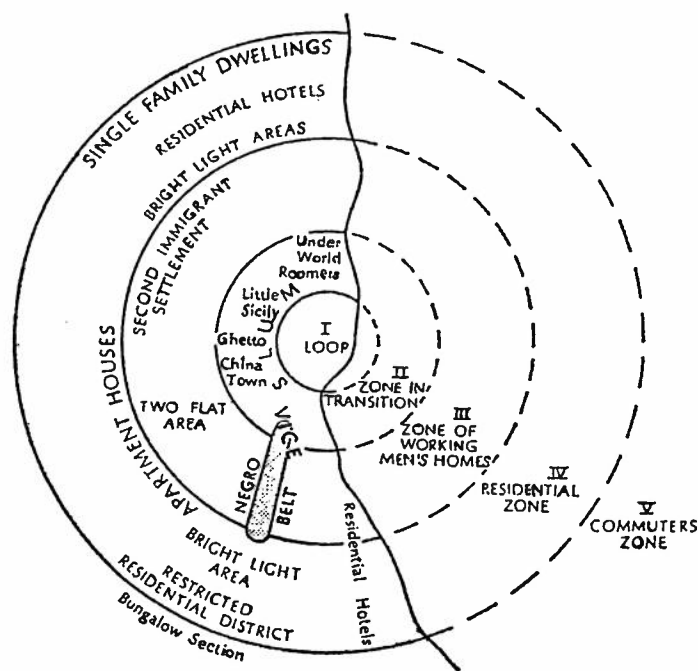 SINGLE FAMILY DWELLINGS
RESIDENTIAL HOTELS
BRIGHT LIGHT AREAS
SECOND IMMIGRANT
SETTLEMENT
Under
World
Roomers
Little
Sicily
Ghetto
China
Town
SLUM
I
LOOP
II
ZONE IN
TRANSITION
III
ZONE OF
WORKING
MEN'S HOMES
IV
RESIDENTIAL
ZONE
V
COMMUTERS
ZONE
APARTMENT HOUSES
TWO FLAT
AREA
VICE
NEGRO
BELT
BRIGHT LIGHT
AREA
RESTRICTED
RESIDENTIAL DISTRICT
Bungalow Section
Residential Hotels